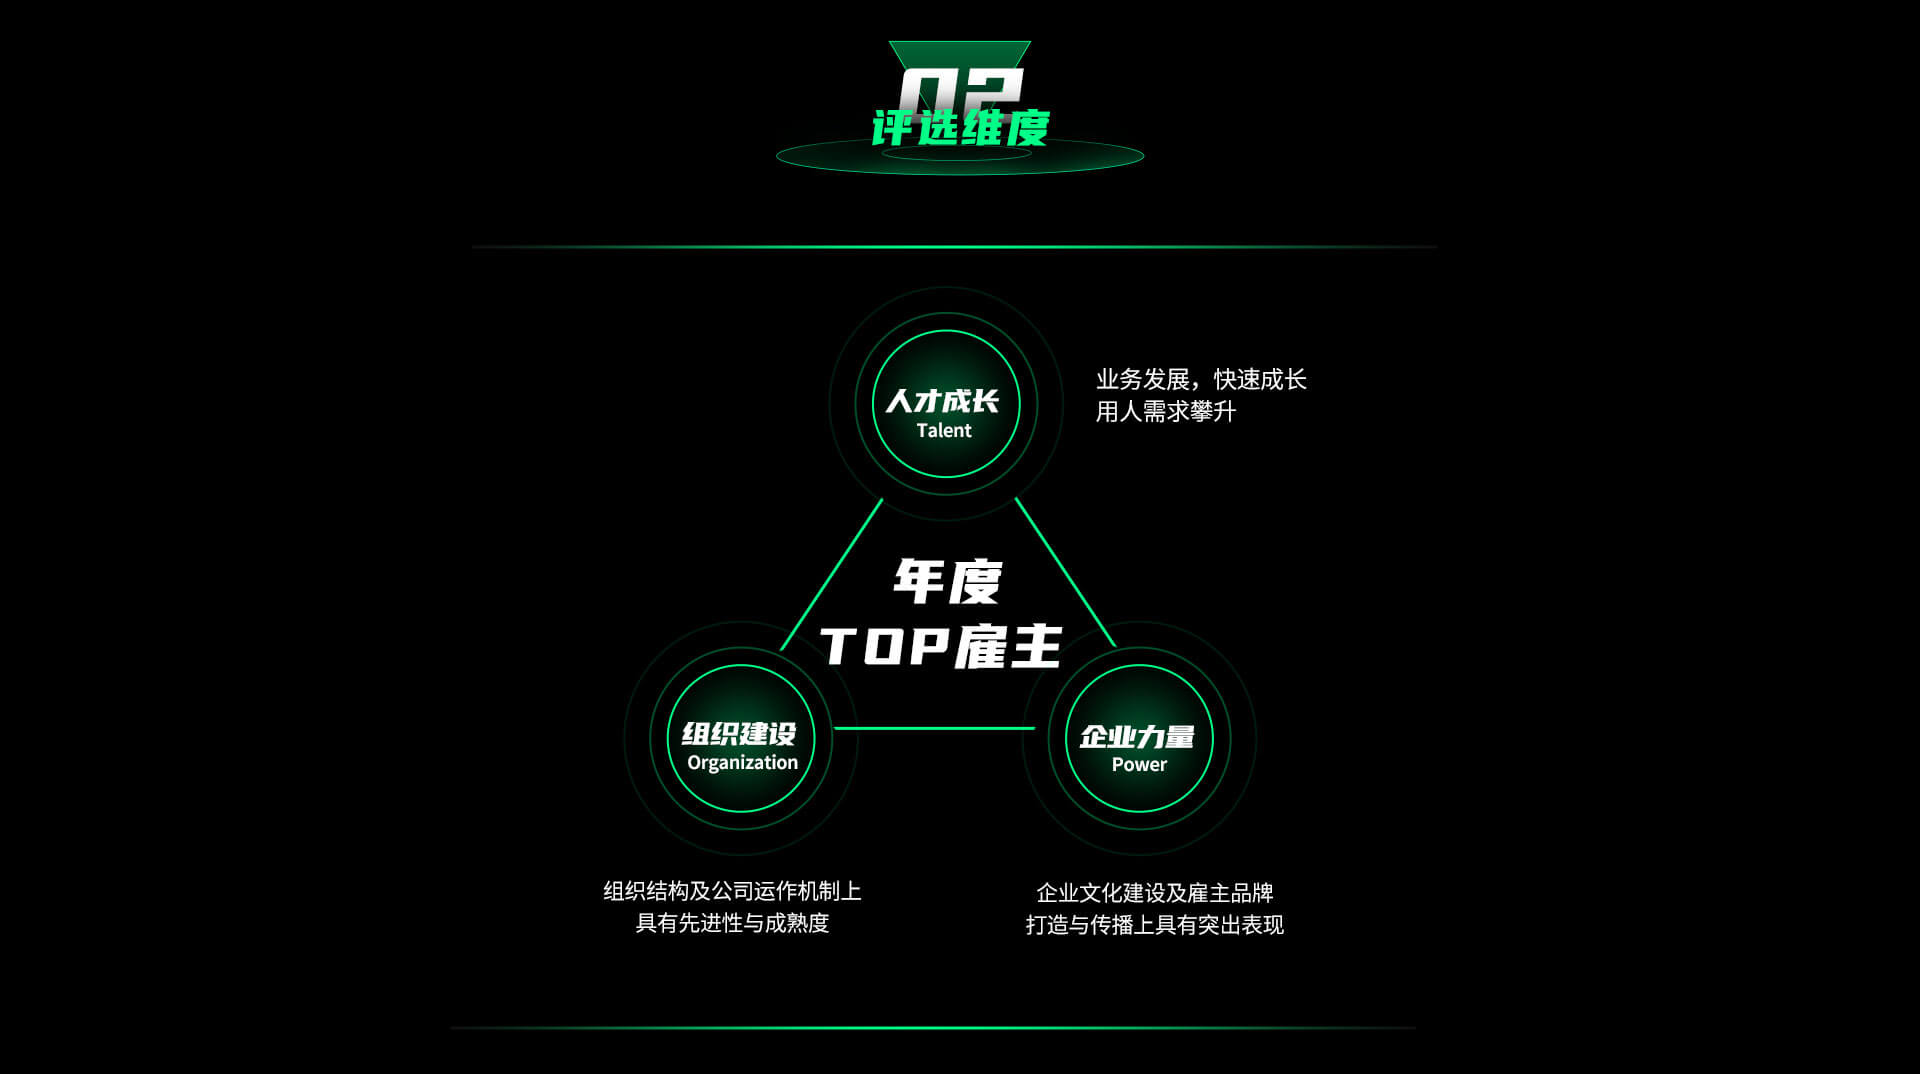 02
评选维度
人才成长
Talent
业务发展，快速成长
用人需求攀升
年度
TOP雇主
组织建设
Organization
企业力量
Power
组织结构及公司运作机制上
具有先进性与成熟度
企业文化建设及雇主品牌
打造与传播上具有突出表现